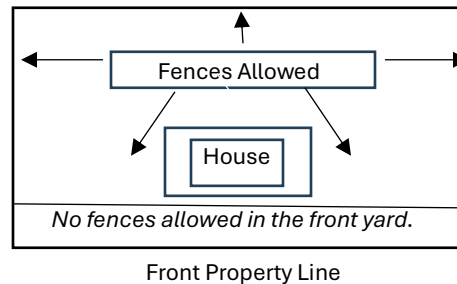 Fences Allowed
House
No fences allowed in the front yard.
Front Property Line